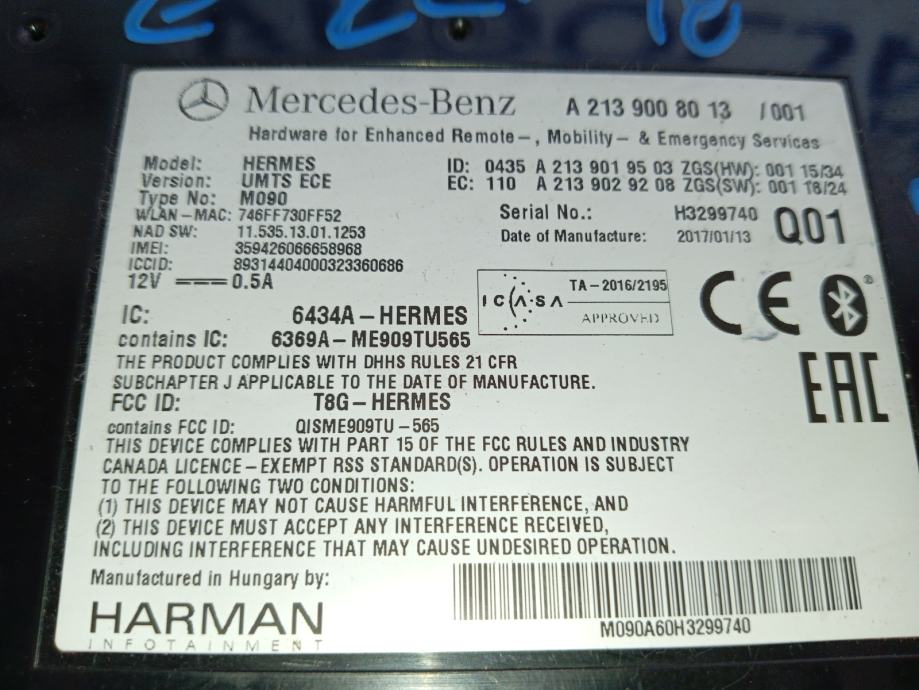 Mercedes-Benz A 213 900 80 13 / 001
Hardware for Enhanced Remote-, Mobility- & Emergency Services
Model: HERMES
Version: UMTS ECE
Type No: M090
WLAN-MAC: 746FF730FF52
NAD SW: 11.535.13.01.1253
IMEI: 359426066658968
ICCID: 89314404000323360686
12V 0.5A
ID: 0435 A 213 901 95 03 ZGS(HW): 001 15/34
EC: 110 A 213 902 92 08 ZGS(SW): 001 16/24
Serial No.: H3299740
Date of Manufacture: 2017/01/13
Q01
ICASA TA-2016/2195
APPROVED
CE
EAC
IC: 6434A-HERMES
contains IC: 6369A-ME909TU565
THE PRODUCT COMPLIES WITH DHHS RULES 21 CFR
SUBCHAPTER J APPLICABLE TO THE DATE OF MANUFACTURE.
FCC ID: T8G-HERMES
contains FCC ID: QISME909TU-565
THIS DEVICE COMPLIES WITH PART 15 OF THE FCC RULES AND INDUSTRY
CANADA LICENCE-EXEMPT RSS STANDARD(S). OPERATION IS SUBJECT
TO THE FOLLOWING TWO CONDITIONS:
(1) THIS DEVICE MAY NOT CAUSE HARMFUL INTERFERENCE, AND
(2) THIS DEVICE MUST ACCEPT ANY INTERFERENCE RECEIVED,
INCLUDING INTERFERENCE THAT MAY CAUSE UNDESIRED OPERATION.
Manufactured in Hungary by:
HARMAN
INFOTAINMENT
M090A60H3299740